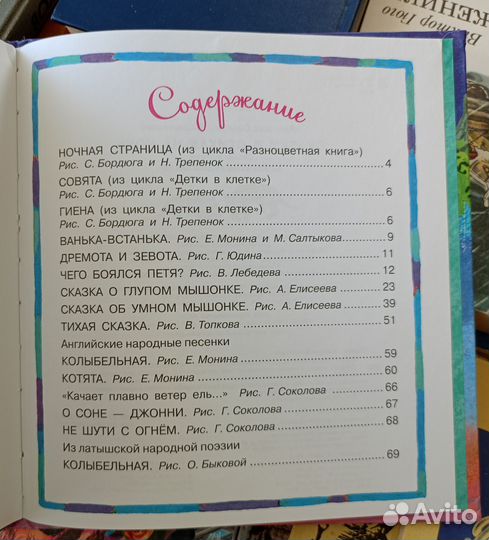 Виктор Гюго
Содержание
НОЧНАЯ СТРАНИЦА (из цикла «Разноцветная книга»)
Рис. С. Бордюга и Н. Трепенок 4
СОВЯТА (из цикла «Детки в клетке»)
Рис. С. Бордюга и Н. Трепенок 6
ГИЕНА (из цикла «Детки в клетке»)
Рис. С. Бордюга и Н. Трепенок 6
ВАНЬКА-ВСТАНЬКА. Рис. Е. Монина и М. Салтыкова 9
ДРЕМОТА И ЗЕВОТА. Рис. Г. Юдина 11
ЧЕГО БОЯЛСЯ ПЕТЯ? Рис. В. Лебедева 12
СКАЗКА О ГЛУПОМ МЫШОНКЕ. Рис. А. Елисеева 23
СКАЗКА ОБ УМНОМ МЫШОНКЕ. Рис. А. Елисеева 39
ТИХАЯ СКАЗКА. Рис. В. Топкова 51
Английские народные песенки
КОЛЫБЕЛЬНАЯ. Рис. Е. Монина 59
КОТЯТА. Рис. Е. Монина 60
«Качает плавно ветер ель...» Рис. Г. Соколова 66
О СОНЕ — ДЖОННИ. Рис. Г. Соколова 67
НЕ ШУТИ С ОГНЁМ. Рис. Г. Соколова 68
Из латышской народной поэзии
КОЛЫБЕЛЬНАЯ. Рис. О. Быковой 69
Avito